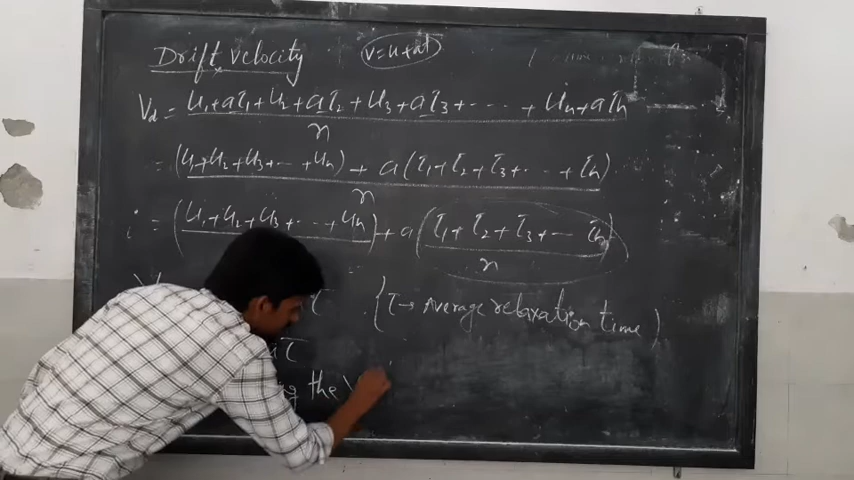 Drift velocity (v=u+at)
Vd = u1+aτ1+u2+aτ2+u3+aτ3+.....+un+aτn
n
= (u1+u2+u3+...+un) + a(τ1+τ2+τ3+...+τn)
n
= (u1+u2+u3+...+un) + a(τ1+τ2+τ3+...τn)
n
τ {τ→ Average relaxation time)
aτ
the